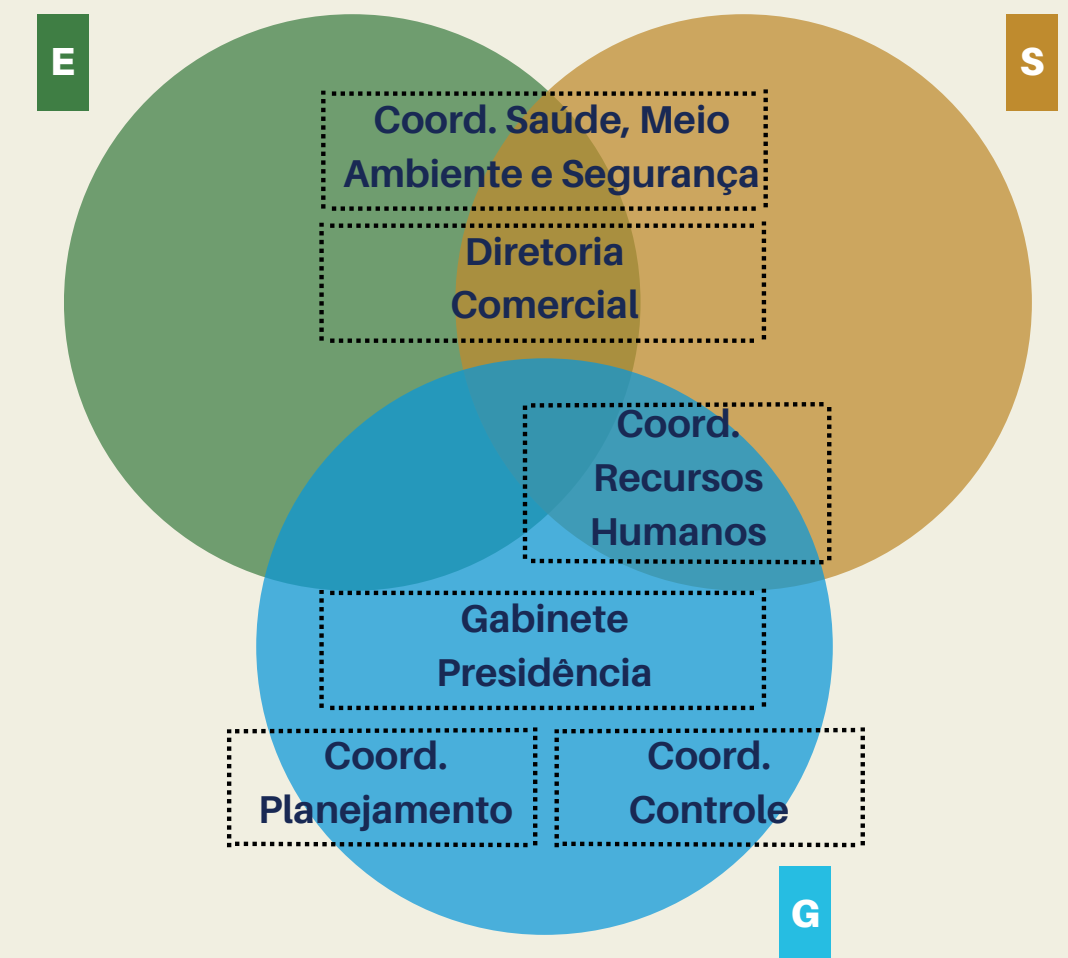 E
S
Coord. Saúde, Meio
Ambiente e Segurança
Diretoria
Comercial
Coord.
Recursos
Humanos
Gabinete
Presidência
Coord.
Planejamento
Coord.
Controle
G